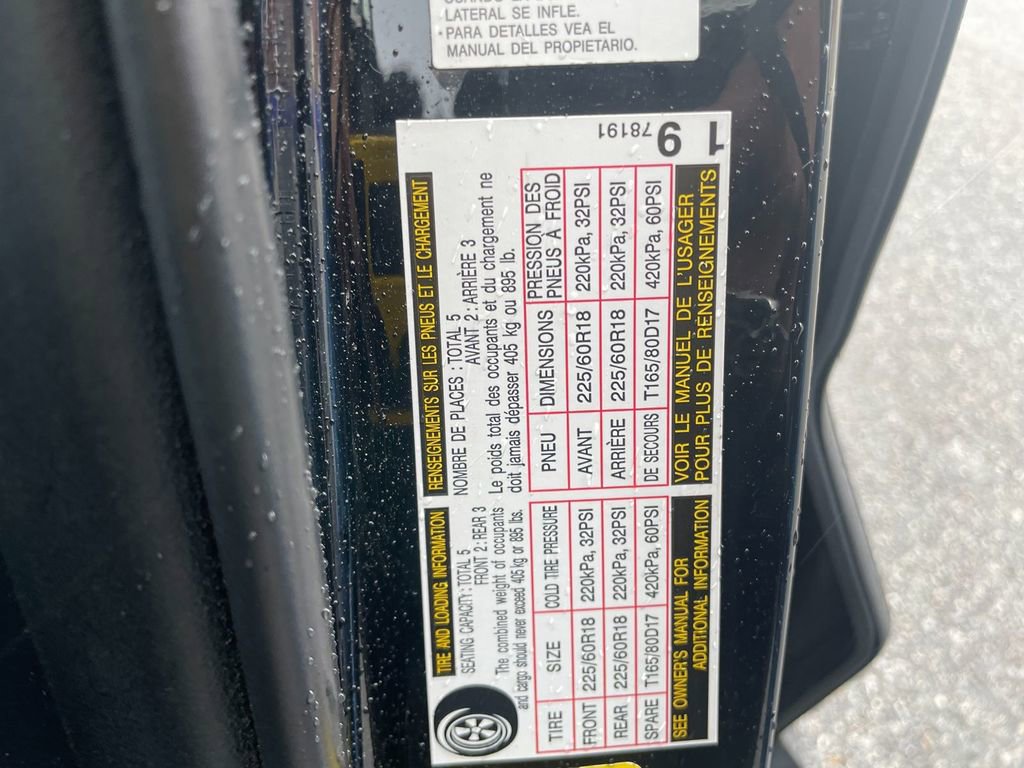 LATERAL SE INFLE.
· PARA DETALLES VEA EL
MANUAL DEL PROPIETARIO.
TIRE AND LOADING INFORMATION
SEATING CAPACITY : TOTAL 5
FRONT 2 : REAR 3
The combined weight of occupants
and cargo should never exceed 405 kg or 895 lbs.
TIRE SIZE COLD TIRE PRESSURE
FRONT 225/60R18 220kPa, 32PSI
REAR 225/60R18 220kPa, 32PSI
SPARE T165/80D17 420kPa, 60PSI
SEE OWNER'S MANUAL FOR
ADDITIONAL INFORMATION
RENSEIGNEMENTS SUR LES PNEUS ET LE CHARGEMENT
NOMBRE DE PLACES : TOTAL 5
AVANT 2 : ARRIÈRE 3
Le poids total des occupants et du chargement ne
doit jamais dépasser 405 kg ou 895 lb.
PNEU DIMENSIONS PRESSION DES
PNEUS À FROID
AVANT 225/60R18 220kPa, 32PSI
ARRIÈRE 225/60R18 220kPa, 32PSI
DE SECOURS T165/80D17 420kPa, 60PSI
VOIR LE MANUEL DE L'USAGER
POUR PLUS DE RENSEIGNEMENTS
78191
9
1